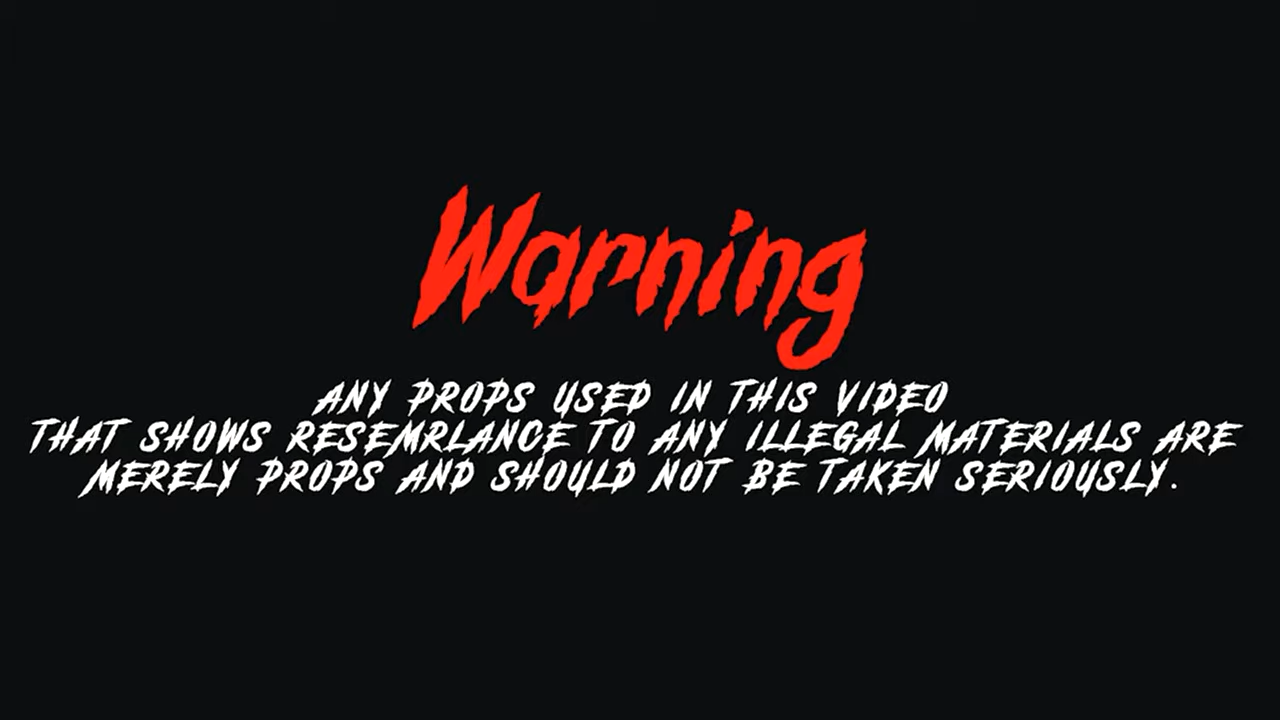 Warning
ANY PROPS USED IN THIS VIDEO
THAT SHOWS RESEMRLANCE TO ANY ILLEGAL MATERIALS ARE
MERELY PROPS AND SHOULD NOT BE TAKEN SERIOUSLY.